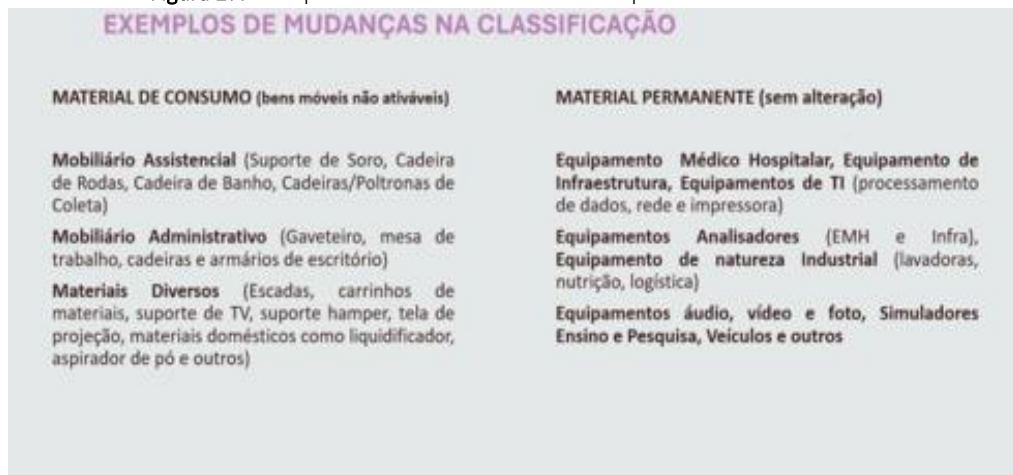 EXEMPLOS DE MUDANÇAS NA CLASSIFICAÇÃO
MATERIAL DE CONSUMO (bens móveis não ativáveis)
Mobiliário Assistencial (Suporte de Soro, Cadeira
de Rodas, Cadeira de Banho, Cadeiras/Poltronas de
Coleta)
Mobiliário Administrativo (Gaveteiro, mesa de
trabalho, cadeiras e armários de escritório)
Materiais Diversos (Escadas, carrinhos de
materiais, suporte de TV, suporte hamper, tela de
projeção, materiais domésticos como liquidificador,
aspirador de pó e outros)
MATERIAL PERMANENTE (sem alteração)
Equipamento Médico Hospitalar, Equipamento de
Infraestrutura, Equipamentos de TI (processamento
de dados, rede e impressora)
Equipamentos Analisadores (EMH e Infra),
Equipamento de natureza Industrial (lavadoras,
nutrição, logística)
Equipamentos áudio, vídeo e foto, Simuladores
Ensino e Pesquisa, Veículos e outros